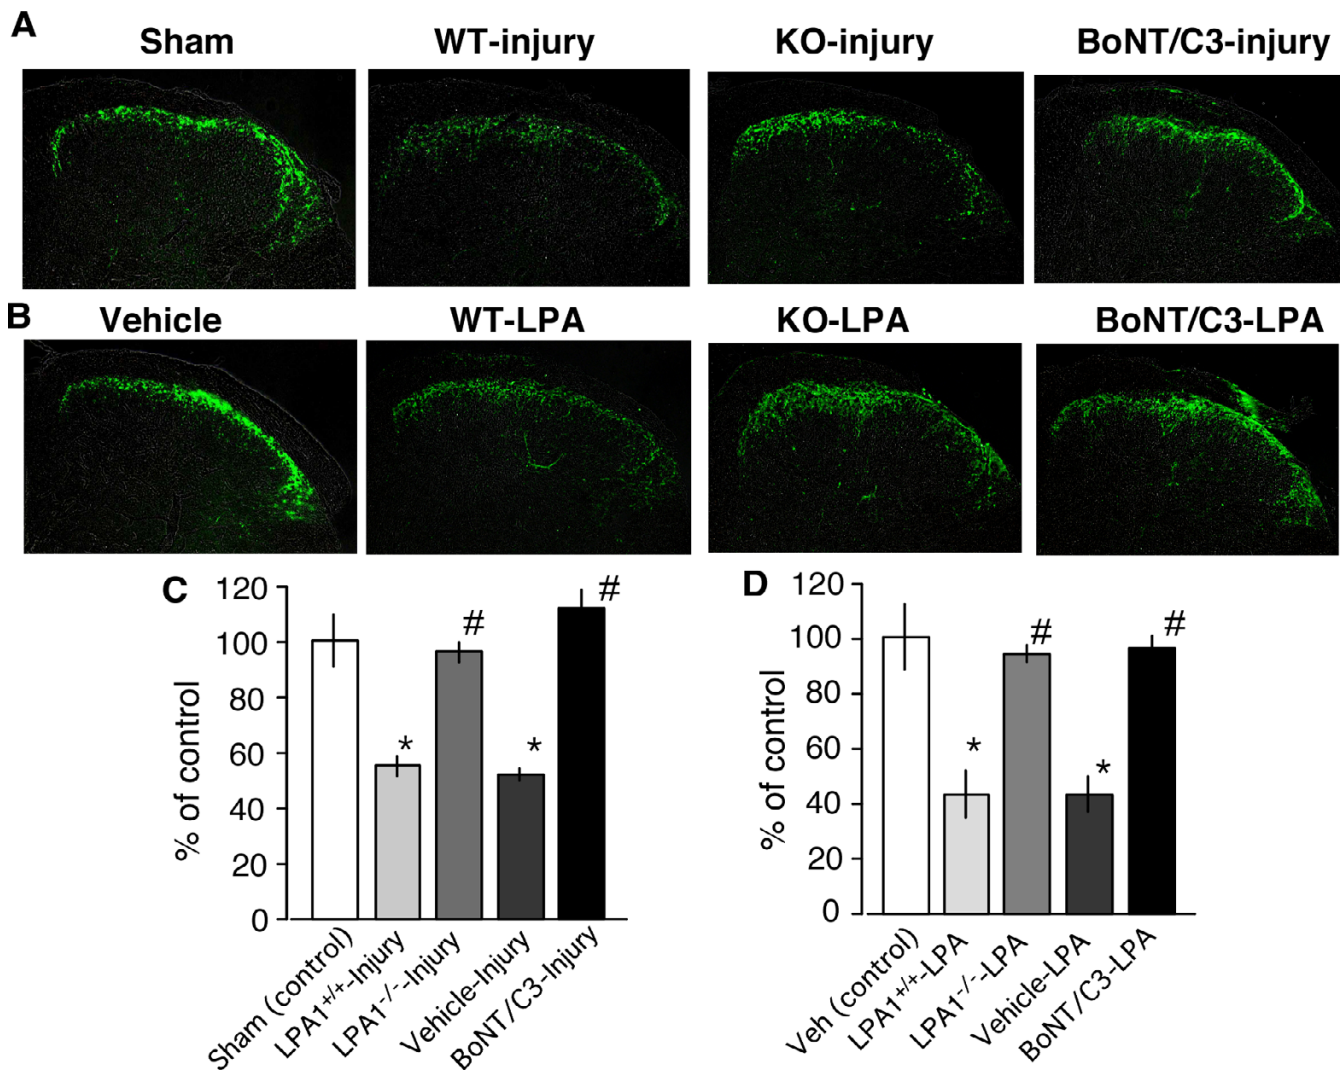 A
Sham WT-injury KO-injury BoNT/C3-injury
B
Vehicle WT-LPA KO-LPA BoNT/C3-LPA
C
% of control
120
100
80
60
40
20
0
* # * #
Sham (control)
LPA1+/+-Injury
LPA1-/--Injury
Vehicle-Injury
BoNT/C3-Injury
D
% of control
120
100
80
60
40
20
0
* # * #
Veh (control)
LPA1+/+-LPA
LPA1-/--LPA
Vehicle-LPA
BoNT/C3-LPA